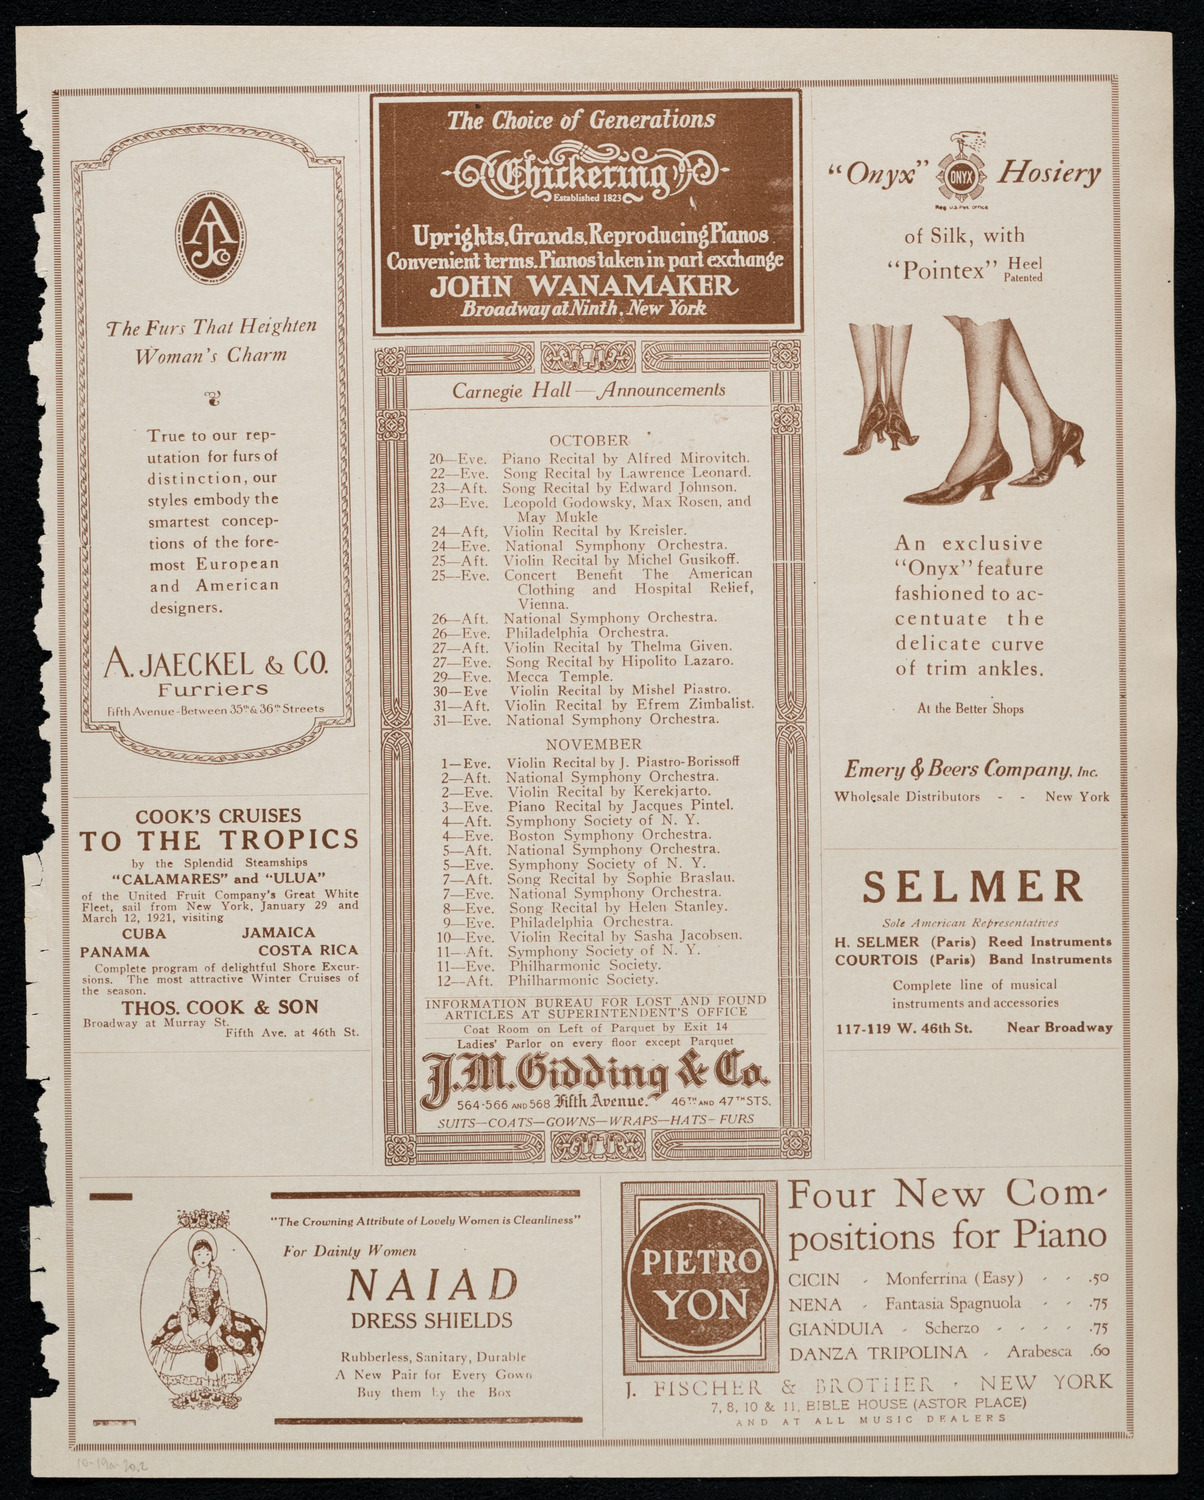 The Choice of Generations
Chickering
Established 1823
Uprights, Grands, Reproducing Pianos
Convenient terms. Pianos taken in part exchange
JOHN WANAMAKER
Broadway at Ninth, New York
AJCo
The Furs That Heighten
Woman's Charm
True to our rep-
utation for furs of
distinction, our
styles embody the
smartest concep-
tions of the fore-
most European
and American
designers.
A. JAECKEL & CO.
Furriers
Fifth Avenue-Between 35th & 36th Streets
COOK'S CRUISES
TO THE TROPICS
by the Splendid Steamships
"CALAMARES" and "ULUA"
of the United Fruit Company's Great White
Fleet, sail from New York, January 29 and
March 12, 1921, visiting
CUBA JAMAICA
PANAMA COSTA RICA
Complete program of delightful Shore Excur-
sions. The most attractive Winter Cruises of
the season.
THOS. COOK & SON
Broadway at Murray St.
Fifth Ave. at 46th St.
Carnegie Hall — Announcements
OCTOBER
20—Eve. Piano Recital by Alfred Mirovitch.
22—Eve. Song Recital by Lawrence Leonard.
23—Aft. Song Recital by Edward Johnson.
23—Eve. Leopold Godowsky, Max Rosen, and
May Mukle
24—Aft, Violin Recital by Kreisler.
24—Eve. National Symphony Orchestra.
25—Aft. Violin Recital by Michel Gusikoff.
25--Eve. Concert Benefit The American
Clothing and Hospital Relief,
Vienna.
26—Aft. National Symphony Orchestra.
26—Eve. Philadelphia Orchestra.
27—Aft. Violin Recital by Thelma Given.
27—Eve. Song Recital by Hipolito Lazaro.
29—Eve. Mecca Temple.
30—Eve Violin Recital by Mishel Piastro.
31—Aft. Violin Recital by Efrem Zimbalist.
31—Eve. National Symphony Orchestra.
NOVEMBER
1—Eve. Violin Recital by J. Piastro-Borissoff
2—Aft. National Symphony Orchestra.
2—Eve. Violin Recital by Kerekjarto.
3—Eve. Piano Recital by Jacques Pintel.
4—Aft. Symphony Society of N. Y.
4—Eve. Boston Symphony Orchestra.
5—Aft. National Symphony Orchestra.
5—Eve. Symphony Society of N. Y.
7—Aft. Song Recital by Sophie Braslau.
7—Eve. National Symphony Orchestra.
8—Eve. Song Recital by Helen Stanley.
9—Eve. Philadelphia Orchestra.
10—Eve. Violin Recital by Sasha Jacobsen.
11—Aft. Symphony Society of N. Y.
11—Eve. Philharmonic Society.
12—Aft. Philharmonic Society.
INFORMATION BUREAU FOR LOST AND FOUND
ARTICLES AT SUPERINTENDENT'S OFFICE
Coat Room on Left of Parquet by Exit 14
Ladies' Parlor on every floor except Parquet
J. M. Gidding & Co.
564-566 AND 568 Fifth Avenue. 46TH AND 47TH STS.
SUITS—COATS—GOWNS—WRAPS—HATS-FURS
"Onyx" ONYX Hosiery
Reg. U.S. Pat. Office
of Silk, with
"Pointex" Heel
Patented
An exclusive
"Onyx" feature
fashioned to ac-
centuate the
delicate curve
of trim ankles.
At the Better Shops
Emery & Beers Company, Inc.
Wholesale Distributors - - New York
SELMER
Sole American Representatives
H. SELMER (Paris) Reed Instruments
COURTOIS (Paris) Band Instruments
Complete line of musical
instruments and accessories
117-119 W. 46th St. Near Broadway
"The Crowning Attribute of Lovely Women is Cleanliness"
For Dainty Women
NAIAD
DRESS SHIELDS
Rubberless, Sanitary, Durable
A New Pair for Every Gown
Buy them by the Box
PIETRO
YON
Four New Com-
positions for Piano
CICIN - Monferrina (Easy) - - .50
NENA - Fantasia Spagnuola - - .75
GIANDUIA - Scherzo - - - - .75
DANZA TRIPOLINA - Arabesca .60
J. FISCHER & BROTHER - NEW YORK
7, 8, 10 & 11, BIBLE HOUSE (ASTOR PLACE)
AND AT ALL MUSIC DEALERS